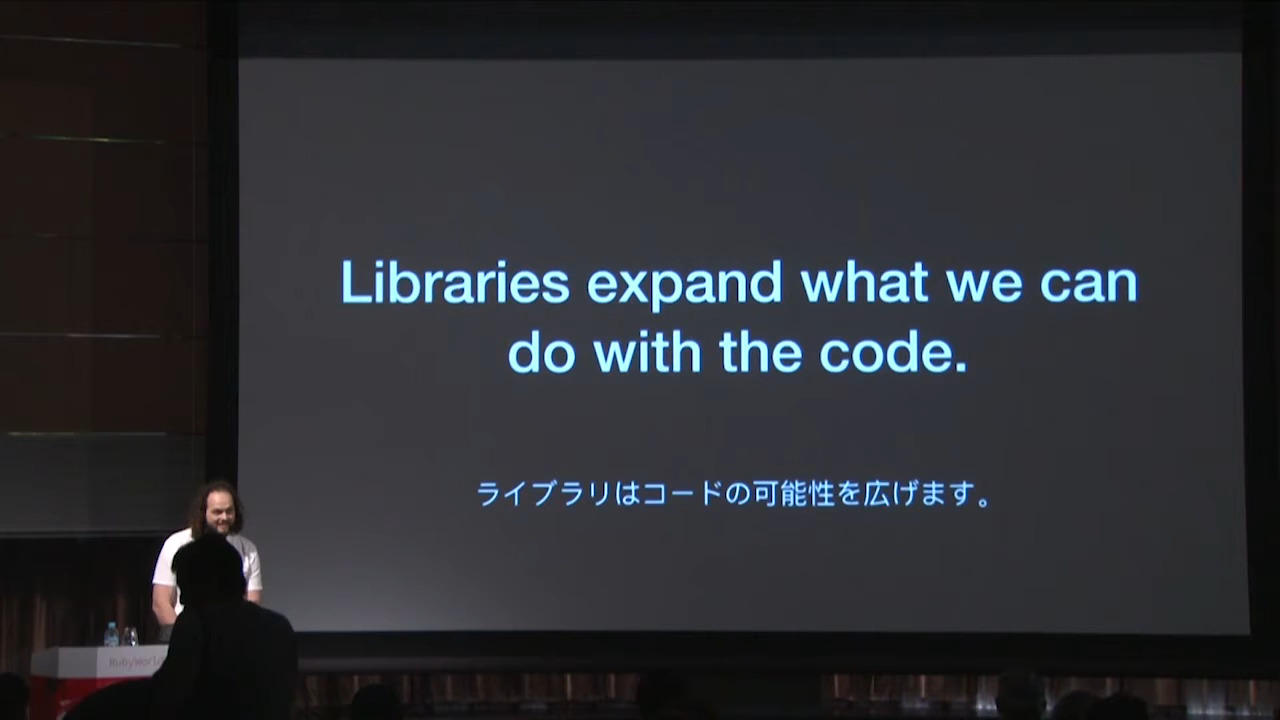 Libraries expand what we can
do with the code.
ライブラリはコードの可能性を広げます。
RubyWorld